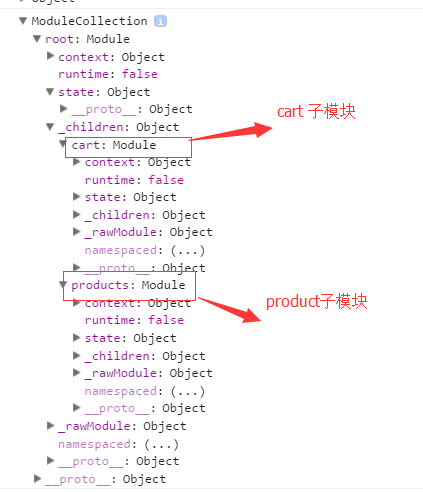 Object
▼ ModuleCollection i
▼ root: Module
▶ context: Object
runtime: false
▼ state: Object
▶ __proto__: Object
▼ _children: Object
▼ cart: Module
▶ context: Object
runtime: false
▶ state: Object
▶ _children: Object
▶ _rawModule: Object
namespaced: (...)
▶ __proto__: Object
▼ products: Module
▶ context: Object
runtime: false
▶ state: Object
▶ _children: Object
▶ _rawModule: Object
namespaced: (...)
▶ __proto__: Object
▶ _rawModule: Object
namespaced: (...)
▶ __proto__: Object
▶ __proto__: Object
cart 子模块
product子模块